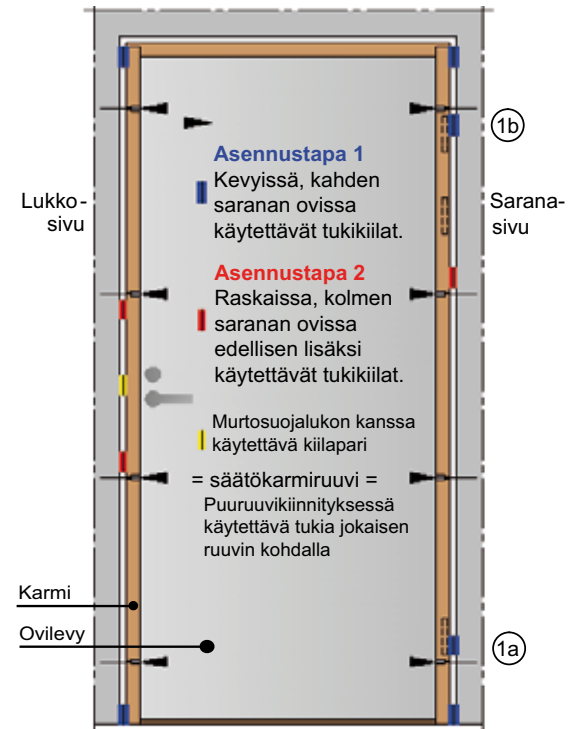 1b
Asennustapa 1
Kevyissä, kahden
saranan ovissa
käytettävät tukikiilat.
Lukko-
sivu
Sarana-
sivu
Asennustapa 2
Raskaissa, kolmen
saranan ovissa
edellisen lisäksi
käytettävät tukikiilat.
Murtosuojalukon kanssa
käytettävä kiilapari
= säätökarmiruuvi =
Puuruuvikiinnityksessä
käytettävä tukia jokaisen
ruuvin kohdalla
Karmi
Ovilevy
1a